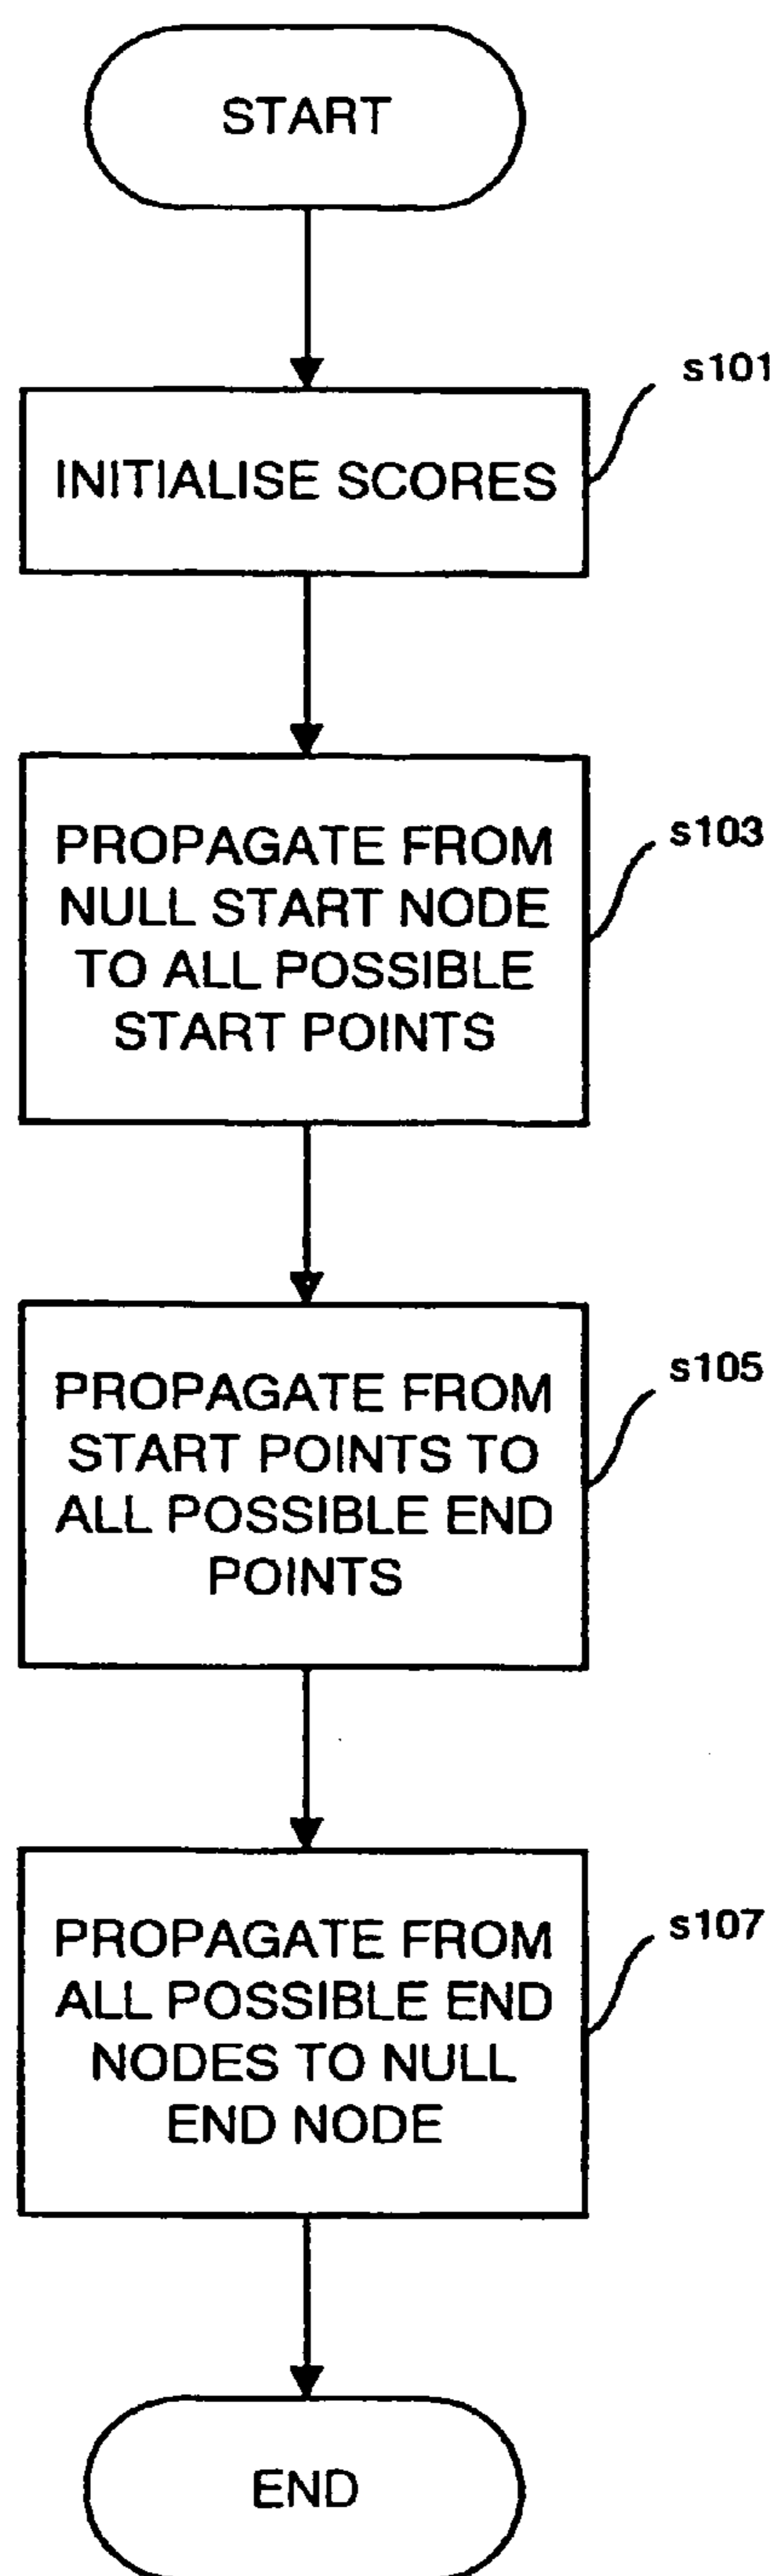 START
s101
INITIALISE SCORES
s103
PROPAGATE FROM
NULL START NODE
TO ALL POSSIBLE
START POINTS
s105
PROPAGATE FROM
START POINTS TO
ALL POSSIBLE END
POINTS
s107
PROPAGATE FROM
ALL POSSIBLE END
NODES TO NULL
END NODE
END